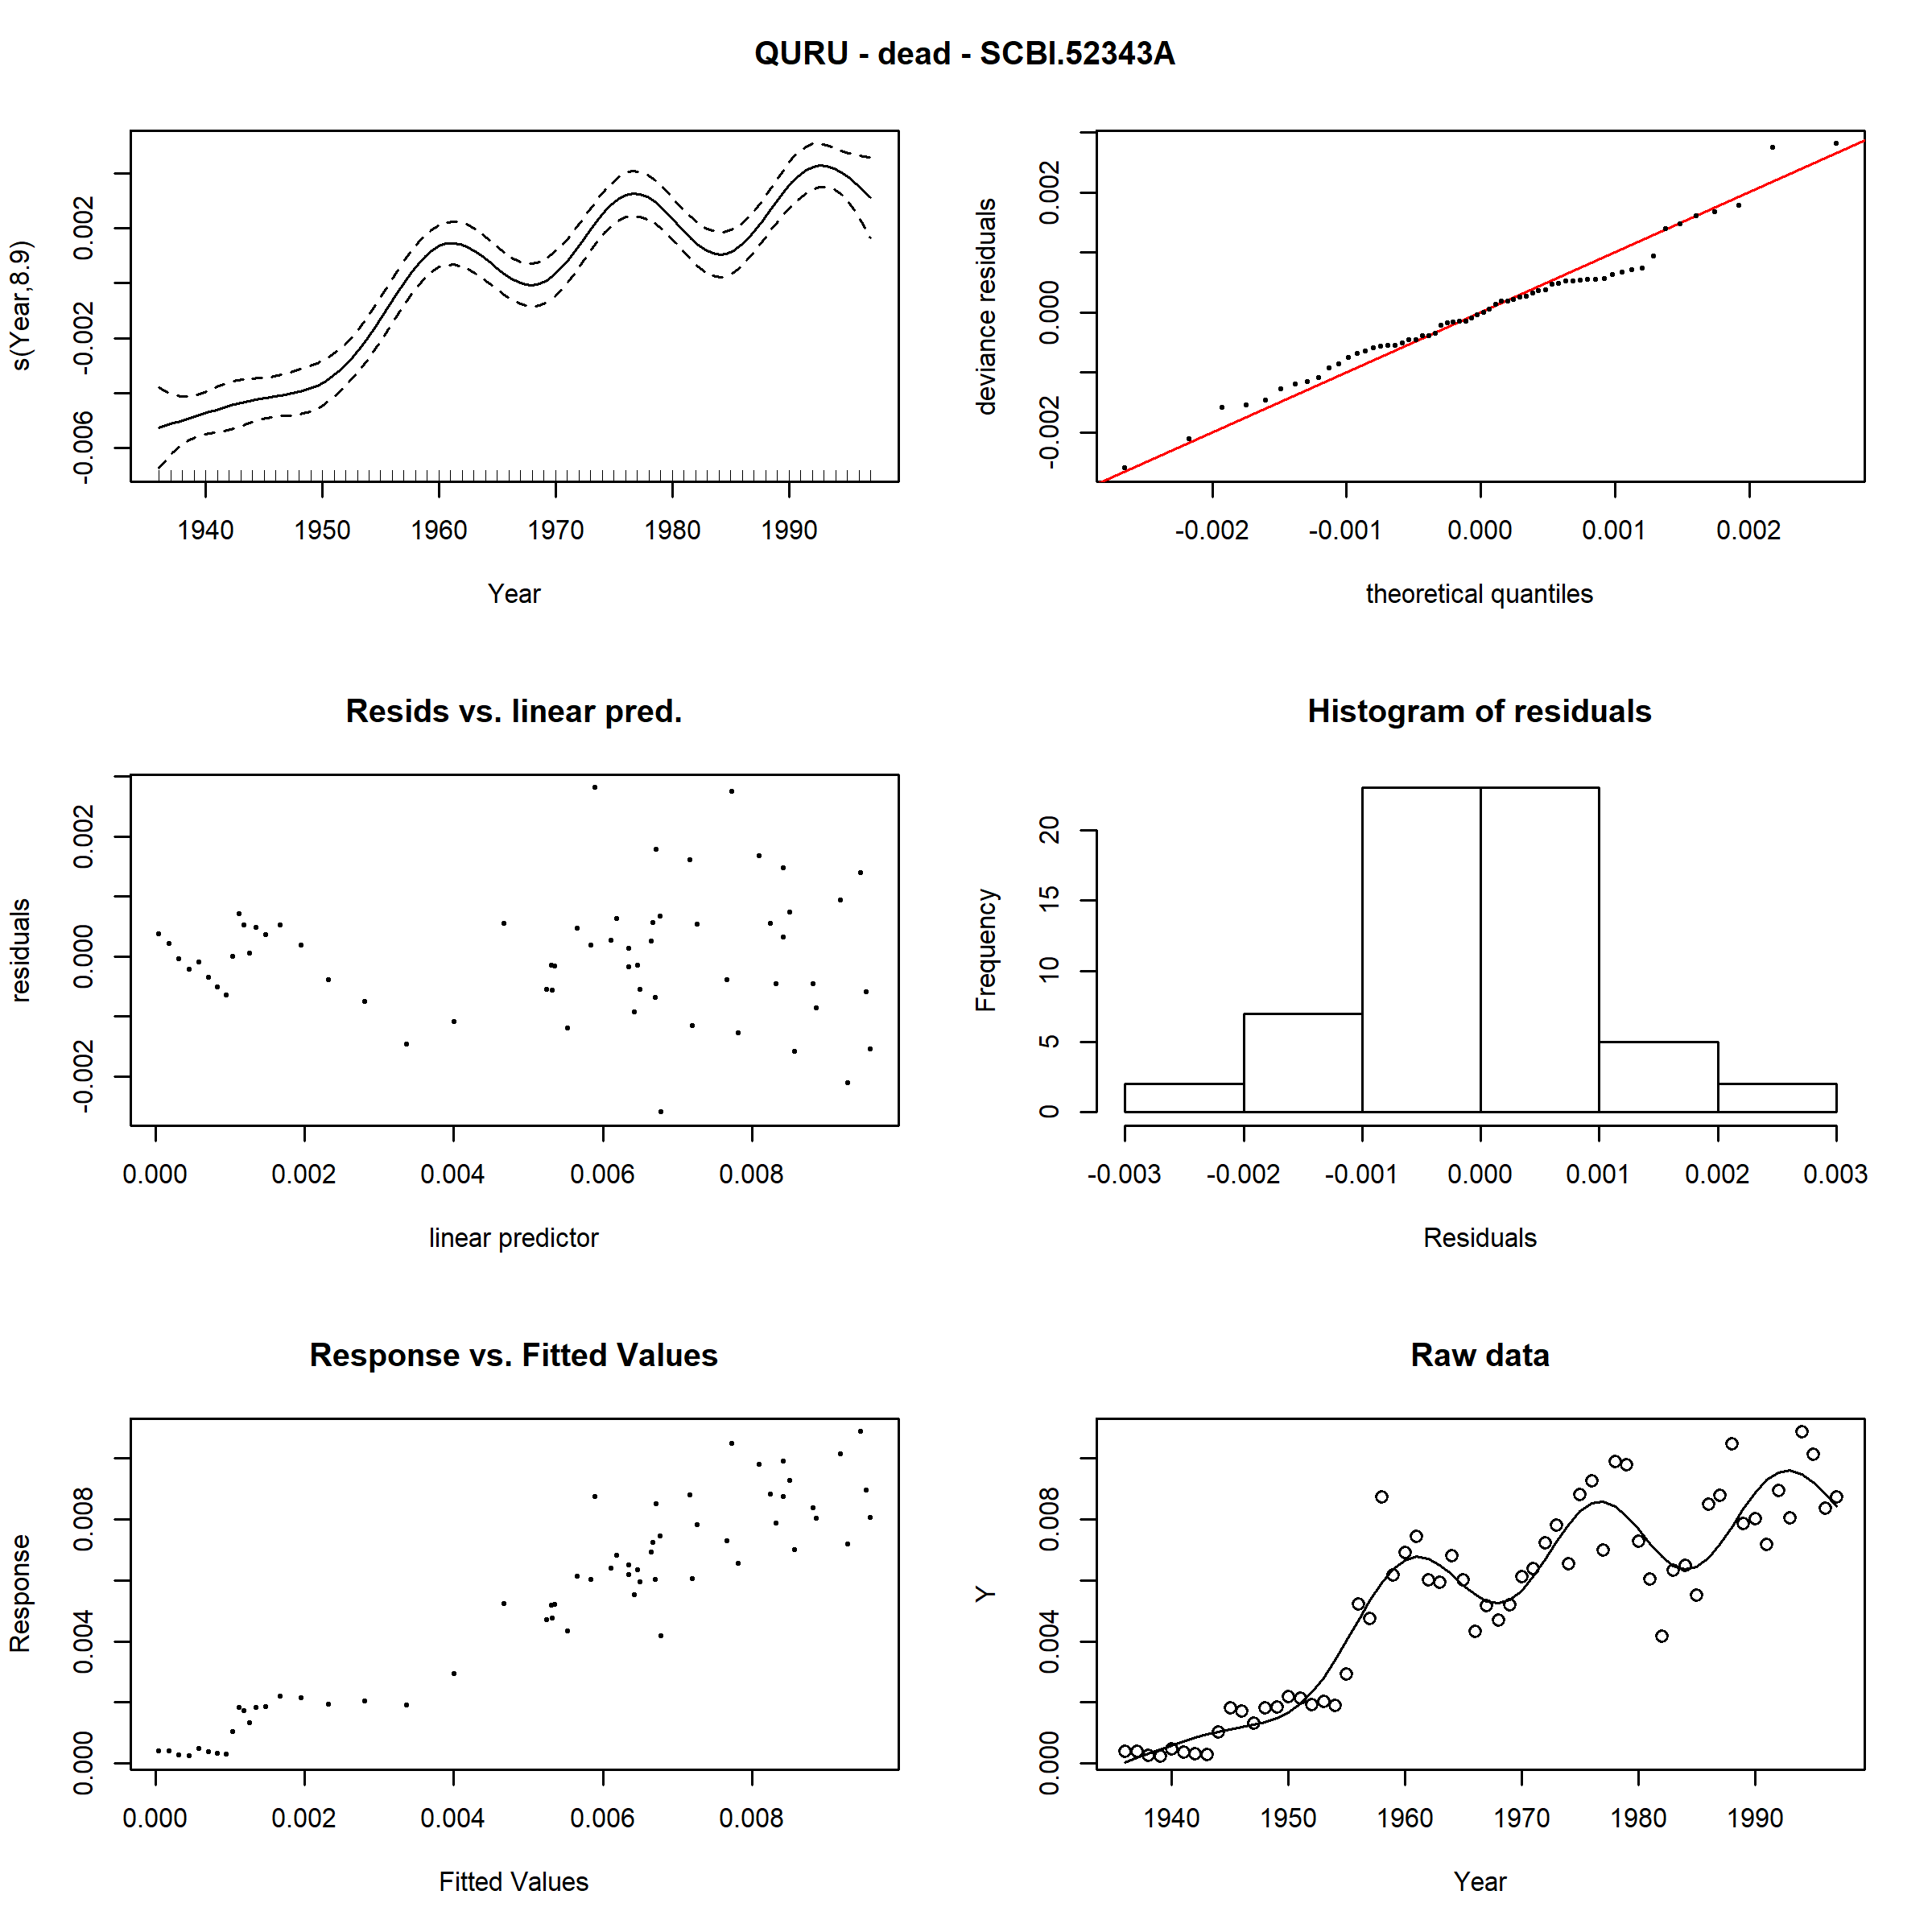 QURU - dead - SCBI.52343A
s(Year,8.9)
-0.006 -0.002 0.002
1940 1950 1960 1970 1980 1990
Year
deviance residuals
-0.002 0.000 0.002
-0.002 -0.001 0.000 0.001 0.002
theoretical quantiles
Resids vs. linear pred.
residuals
-0.002 0.000 0.002
0.000 0.002 0.004 0.006 0.008
linear predictor
Histogram of residuals
Frequency
0 5 10 15 20
-0.003 -0.002 -0.001 0.000 0.001 0.002 0.003
Residuals
Response vs. Fitted Values
Response
0.000 0.004 0.008
0.000 0.002 0.004 0.006 0.008
Fitted Values
Raw data
Y
0.000 0.004 0.008
1940 1950 1960 1970 1980 1990
Year